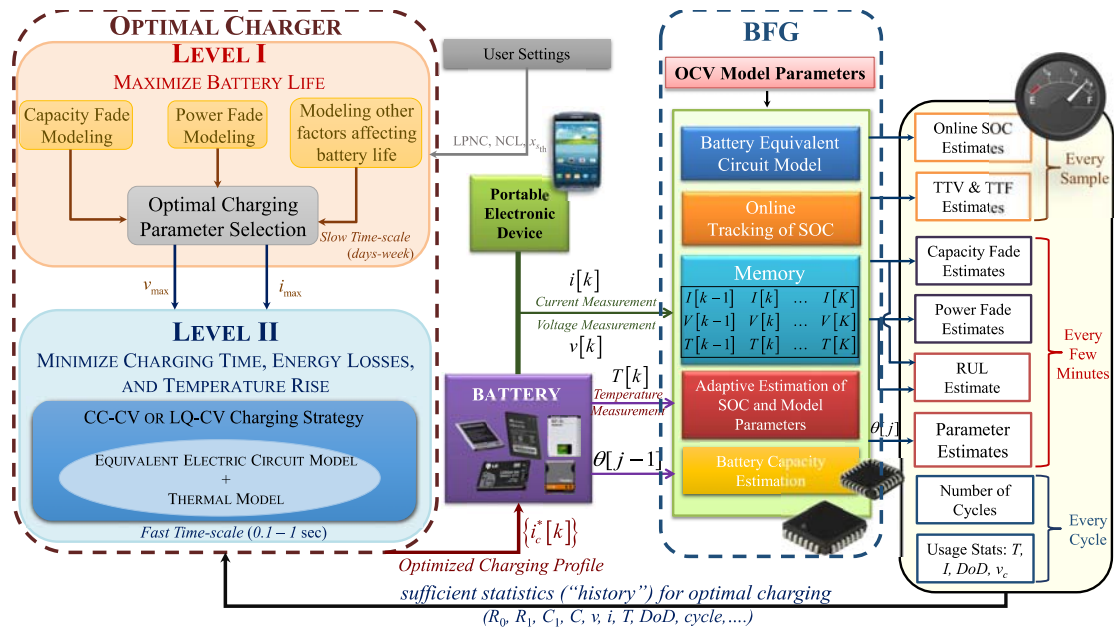 OPTIMAL CHARGER
LEVEL I
MAXIMIZE BATTERY LIFE
Capacity Fade
Modeling
Power Fade
Modeling
Modeling other
factors affecting
battery life
Optimal Charging
Parameter Selection
Slow Time-scale
(days-week)
v_max
i_max
LEVEL II
MINIMIZE CHARGING TIME, ENERGY LOSSES,
AND TEMPERATURE RISE
CC-CV OR LQ-CV Charging Strategy
EQUIVALENT ELECTRIC CIRCUIT MODEL
+
THERMAL MODEL
Fast Time-scale (0.1 – 1 sec)
User Settings
LPNC, NCL, x_{s_th}
Portable
Electronic
Device
i[k]
Current Measurement
Voltage Measurement
v[k]
BATTERY
T[k]
Temperature
Measurement
θ[j−1]
{i_c^*[k]}
Optimized Charging Profile
BFG
OCV Model Parameters
Battery Equivalent
Circuit Model
Online
Tracking of SOC
Memory
I[k−1] I[k] … I[K]
V[k−1] V[k] … V[K]
T[k−1] T[k] … T[K]
Adaptive Estimation of
SOC and Model
Parameters
Battery Capacity
Estimation
θ[j]
E
F
Online SOC
Estimates
TTV & TTF
Estimates
Every
Sample
Capacity Fade
Estimates
Power Fade
Estimates
RUL
Estimate
Parameter
Estimates
Every
Few
Minutes
Number of
Cycles
Usage Stats: T,
I, DoD, v_c
Every
Cycle
sufficient statistics (“history”) for optimal charging
(R_0, R_1, C_1, C, v, i, T, DoD, cycle,….)